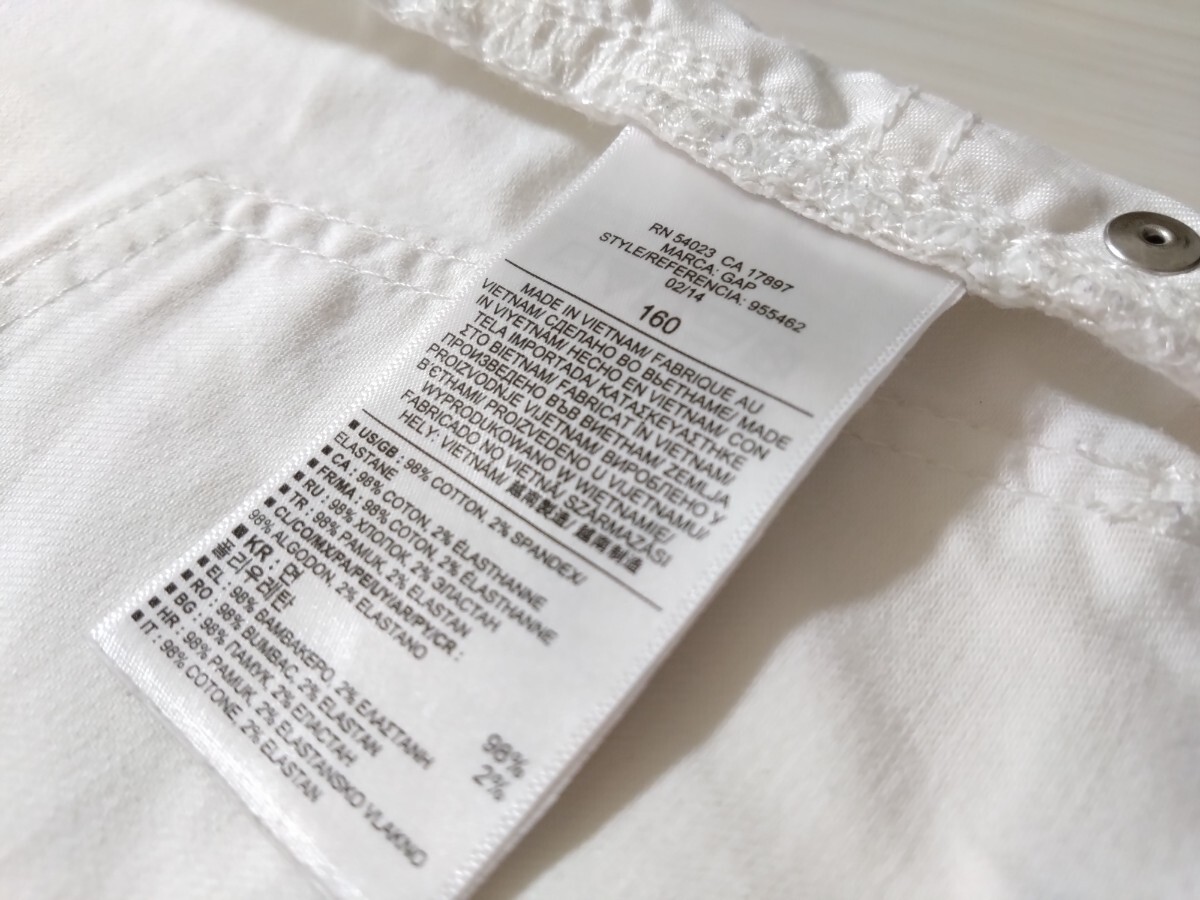 RN 54023 CA 17897
MARCA: GAP
STYLE/REFERENCIA: 955462
02/14
160
MADE IN VIETNAM/ FABRIQUE AU
VIETNAM/ СДЕЛАНО ВО ВЬЕТНАМЕ/ MADE
IN VIYETNAM/ HECHO EN VIETNAM/ CON
TELA IMPORTADA/ ΚΑΤΑΣΚΕΥΑΣΤΗΚΕ
ΣΤΟ ΒΙΕΤΝΑΜ/ FABRICAT IN VIETNAM/
ПРОИЗВЕДЕНО ВЪВ ВИЕТНАМ/ ZEMLJA
PROIZVODNJE VIJETNAM/ ВИРОБЛЕНО У
В'ЄТНАМІ/ PROIZVEDENO U VIJETNAMU/
WYPRODUKOWANO W WIETNAMIE/
FABRICADO NO VIETNÃ/ SZÁRMAZÁSI
HELY: VIETNÁM/ 越南製造/ 越南制造
■ US/GB : 98% COTTON, 2% SPANDEX/
ELASTANE
■ CA : 98% COTON, 2% ÉLASTHANNE
■ FR/MA : 98% COTON, 2% ÉLASTHANNE
■ RU : 98% ХЛОПОК, 2% ЭЛАСТАН
■ TR : 98% PAMUK, 2% ELASTAN
■ CL/CO/MX/PA/PE/UY/AR/PY/CR :
98% ALGODON, 2% ELASTANO
■ KR : 면 98%
폴리우레탄 2%
■ EL : 98% ΒΑΜΒΑΚΕΡΟ, 2% ΕΛΑΣΤΑΝΗ
■ RO : 98% BUMBAC, 2% ELASTAN
■ BG : 98% ПАМУК, 2% ЕЛАСТАН
■ HR : 98% PAMUK, 2% ELASTANSKO VLAKNO
■ IT : 98% COTONE, 2% ELASTAN